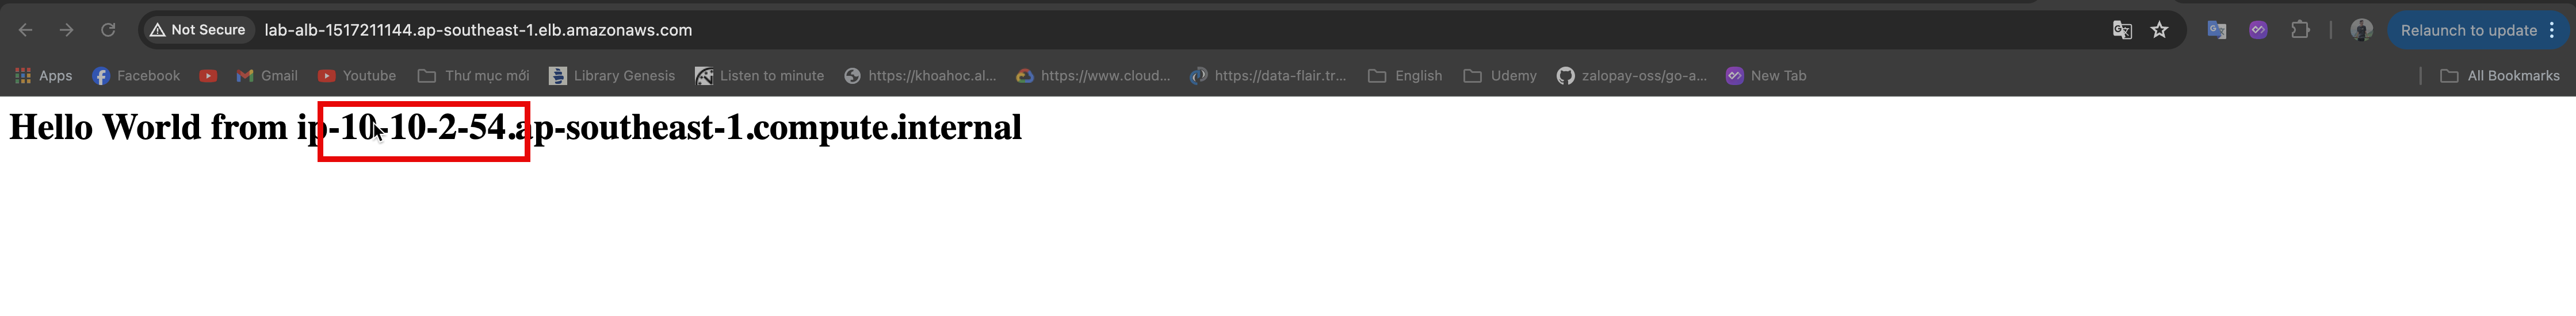 Not Secure lab-alb-1517211144.ap-southeast-1.elb.amazonaws.com Relaunch to update
Apps Facebook Gmail Youtube Thư mục mới Library Genesis Listen to minute https://khoahoc.al... https://www.cloud... https://data-flair.tr... English Udemy zalopay-oss/go-a... New Tab All Bookmarks
Hello World from ip-10-10-2-54.ap-southeast-1.compute.internal